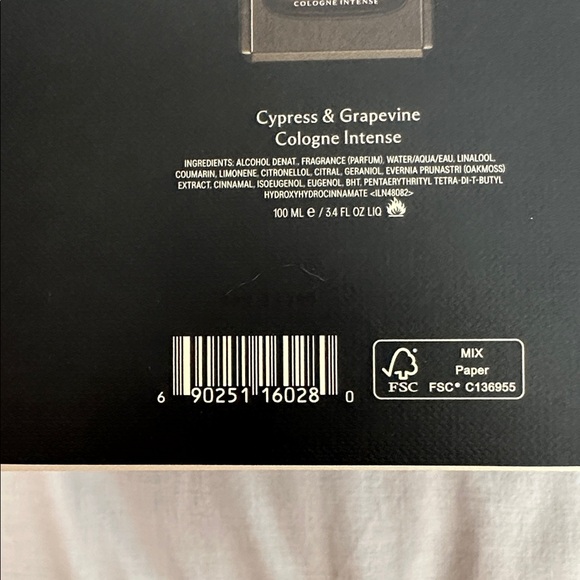 COLOGNE INTENSE
Cypress & Grapevine
Cologne Intense
INGREDIENTS: ALCOHOL DENAT., FRAGRANCE (PARFUM), WATER/AQUA/EAU, LINALOOL,
COUMARIN, LIMONENE, CITRONELLOL, CITRAL, GERANIOL, EVERNIA PRUNASTRI (OAKMOSS)
EXTRACT, CINNAMAL, ISOEUGENOL, EUGENOL, BHT, PENTAERYTHRITYL TETRA-DI-T-BUTYL
HYDROXYHYDROCINNAMATE <ILN48082>
100 ML ℮ / 3.4 FL OZ LIQ
6 90251 16028 0
FSC
MIX
Paper
FSC® C136955